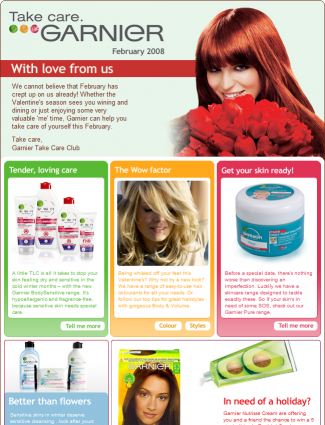 Take care.
GARNIER
February 2008
With love from us
We cannot believe that February has
crept up on us already! Whether the
Valentine's season sees you wining and
dining or just enjoying some very
valuable 'me' time, Garnier can help you
take care of yourself this February.
Take care,
Garnier Take Care Club
Tender, loving care
A little TLC is all it takes to stop your
skin feeling dry and sensitive in the
cold winter months – with the new
Garnier BodySensitive range. It's
hypoallergenic and fragrance-free,
because sensitive skin needs special
care.
Tell me more
The Wow factor
Being whisked off your feet this
Valentine's? Why not try a new look?
We have a range of easy-to-use hair
colourants for all your needs. Or
follow our top tips for great hairstyles
with gorgeous Body & Volume.
Colour
Styles
Get your skin ready!
Before a special date, there's nothing
worse than discovering an
imperfection. Luckily we have a
skincare range designed to tackle
exactly these. So if your skin's in
need of some SOS, check out our
Garnier Pure range.
Tell me more
Better than flowers
Sensitive skins in winter deserve
sensitive cleansing - look after yours
GARNIER
In need of a holiday?
Garnier Nutrisse Cream are offering
you and a friend the chance to win a 5